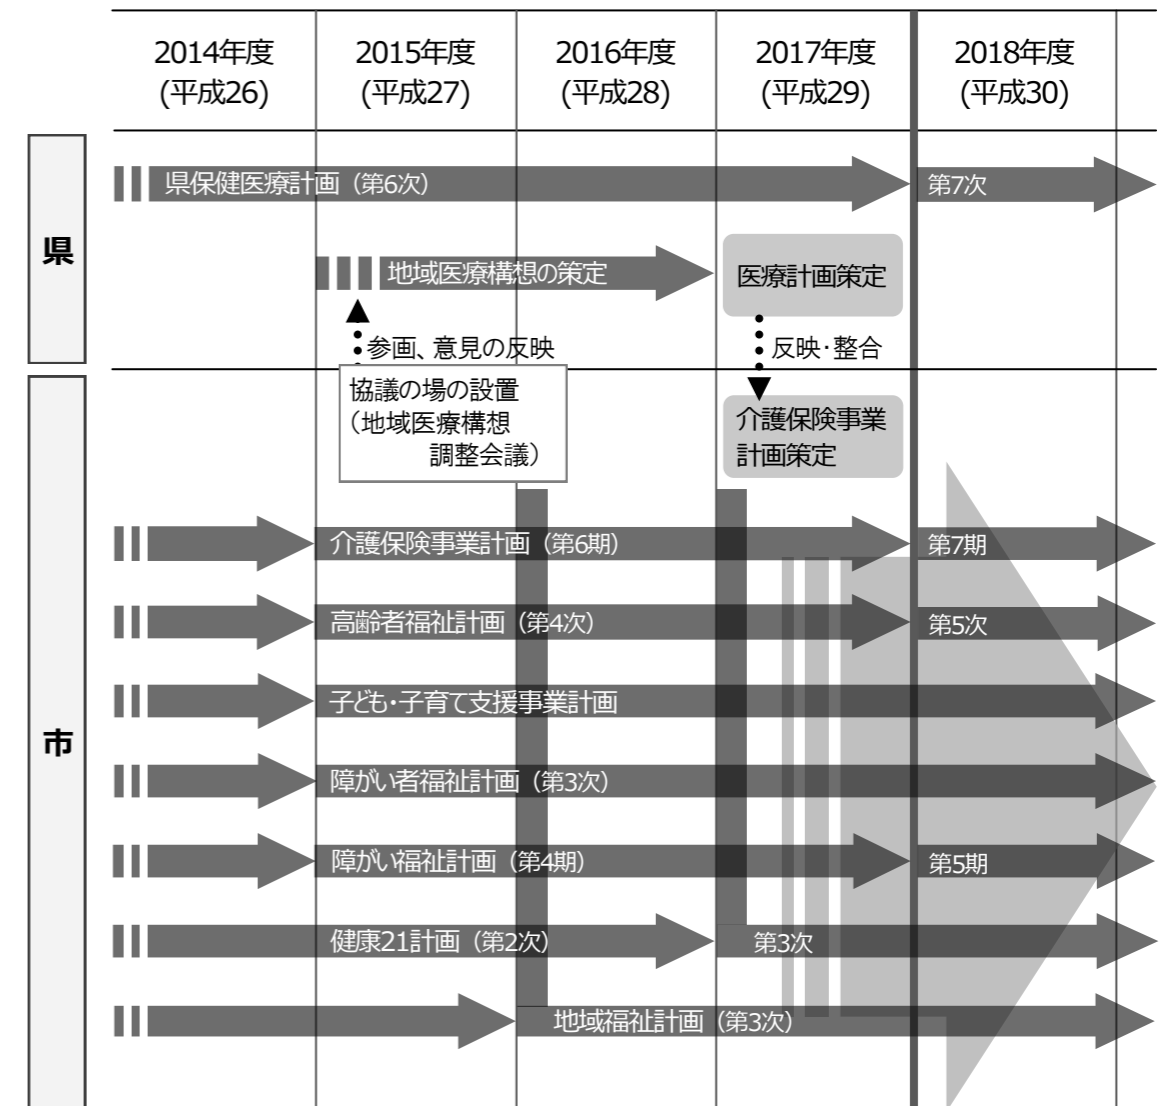 2014年度
(平成26)
2015年度
(平成27)
2016年度
(平成28)
2017年度
(平成29)
2018年度
(平成30)
県
県保健医療計画（第6次）
第7次
地域医療構想の策定
医療計画策定
参画、意見の反映
反映・整合
市
協議の場の設置
（地域医療構想
調整会議）
介護保険事業
計画策定
介護保険事業計画（第6期）
第7期
高齢者福祉計画（第4次）
第5次
子ども・子育て支援事業計画
障がい者福祉計画（第3次）
障がい福祉計画（第4期）
第5期
健康21計画（第2次）
第3次
地域福祉計画（第3次）